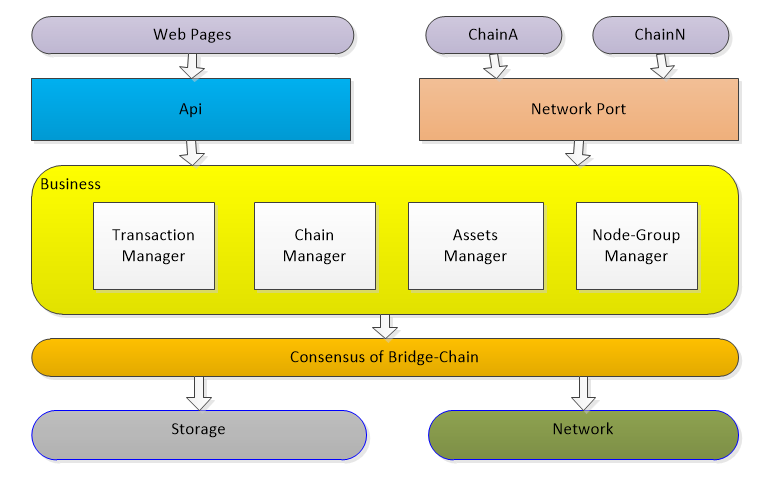 Web Pages
ChainA
ChainN
Api
Network Port
Business
Transaction
Manager
Chain
Manager
Assets
Manager
Node-Group
Manager
Consensus of Bridge-Chain
Storage
Network